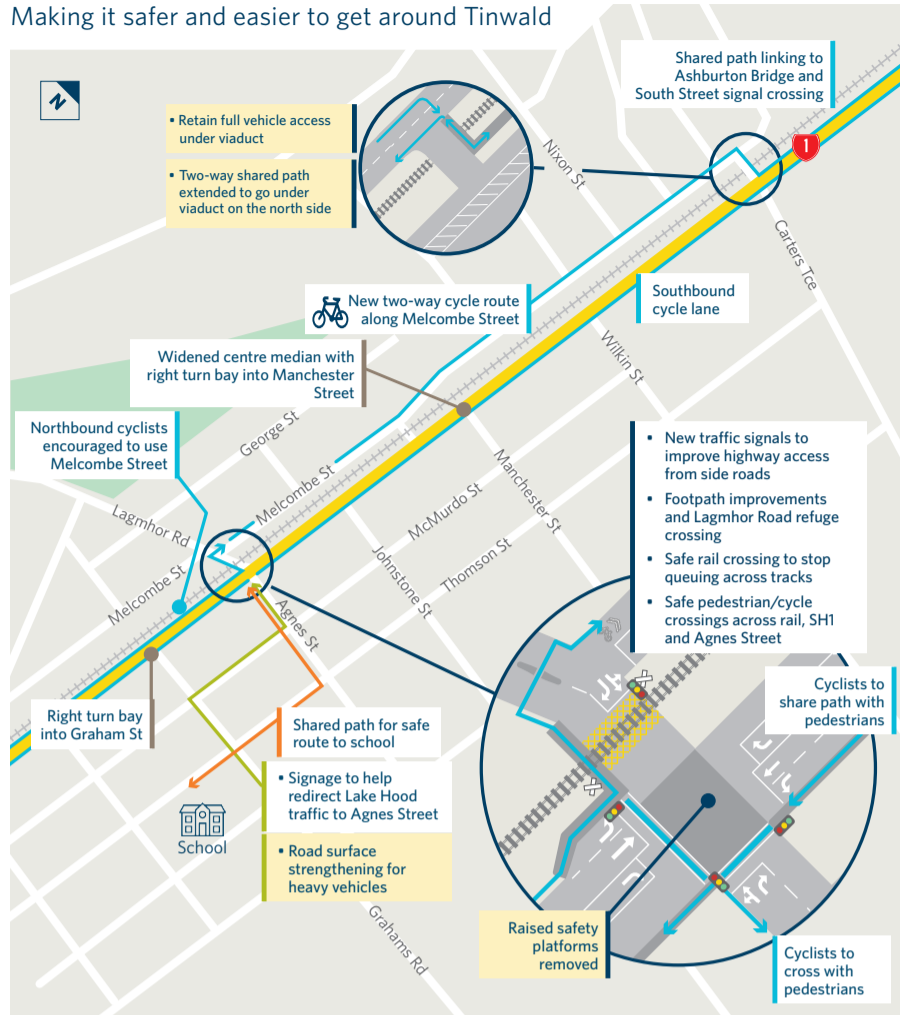 Making it safer and easier to get around Tinwald
N
Shared path linking to
Ashburton Bridge and
South Street signal crossing
1
• Retain full vehicle access
under viaduct
• Two-way shared path
extended to go under
viaduct on the north side
Nixon St
Carters Tce
New two-way cycle route
along Melcombe Street
Southbound
cycle lane
Wilkin St
Widened centre median with
right turn bay into Manchester
Street
George St
Northbound cyclists
encouraged to use
Melcombe Street
Melcombe St
Manchester St
McMurdo St
Lagmhor Rd
Johnstone St
Thomson St
Melcombe St
Agnes St
• New traffic signals to
improve highway access
from side roads
• Footpath improvements
and Lagmhor Road refuge
crossing
• Safe rail crossing to stop
queuing across tracks
• Safe pedestrian/cycle
crossings across rail, SH1
and Agnes Street
Cyclists to
share path with
pedestrians
Right turn bay
into Graham St
Shared path for safe
route to school
• Signage to help
redirect Lake Hood
traffic to Agnes Street
• Road surface
strengthening for
heavy vehicles
School
Grahams Rd
Raised safety
platforms
removed
Cyclists to
cross with
pedestrians